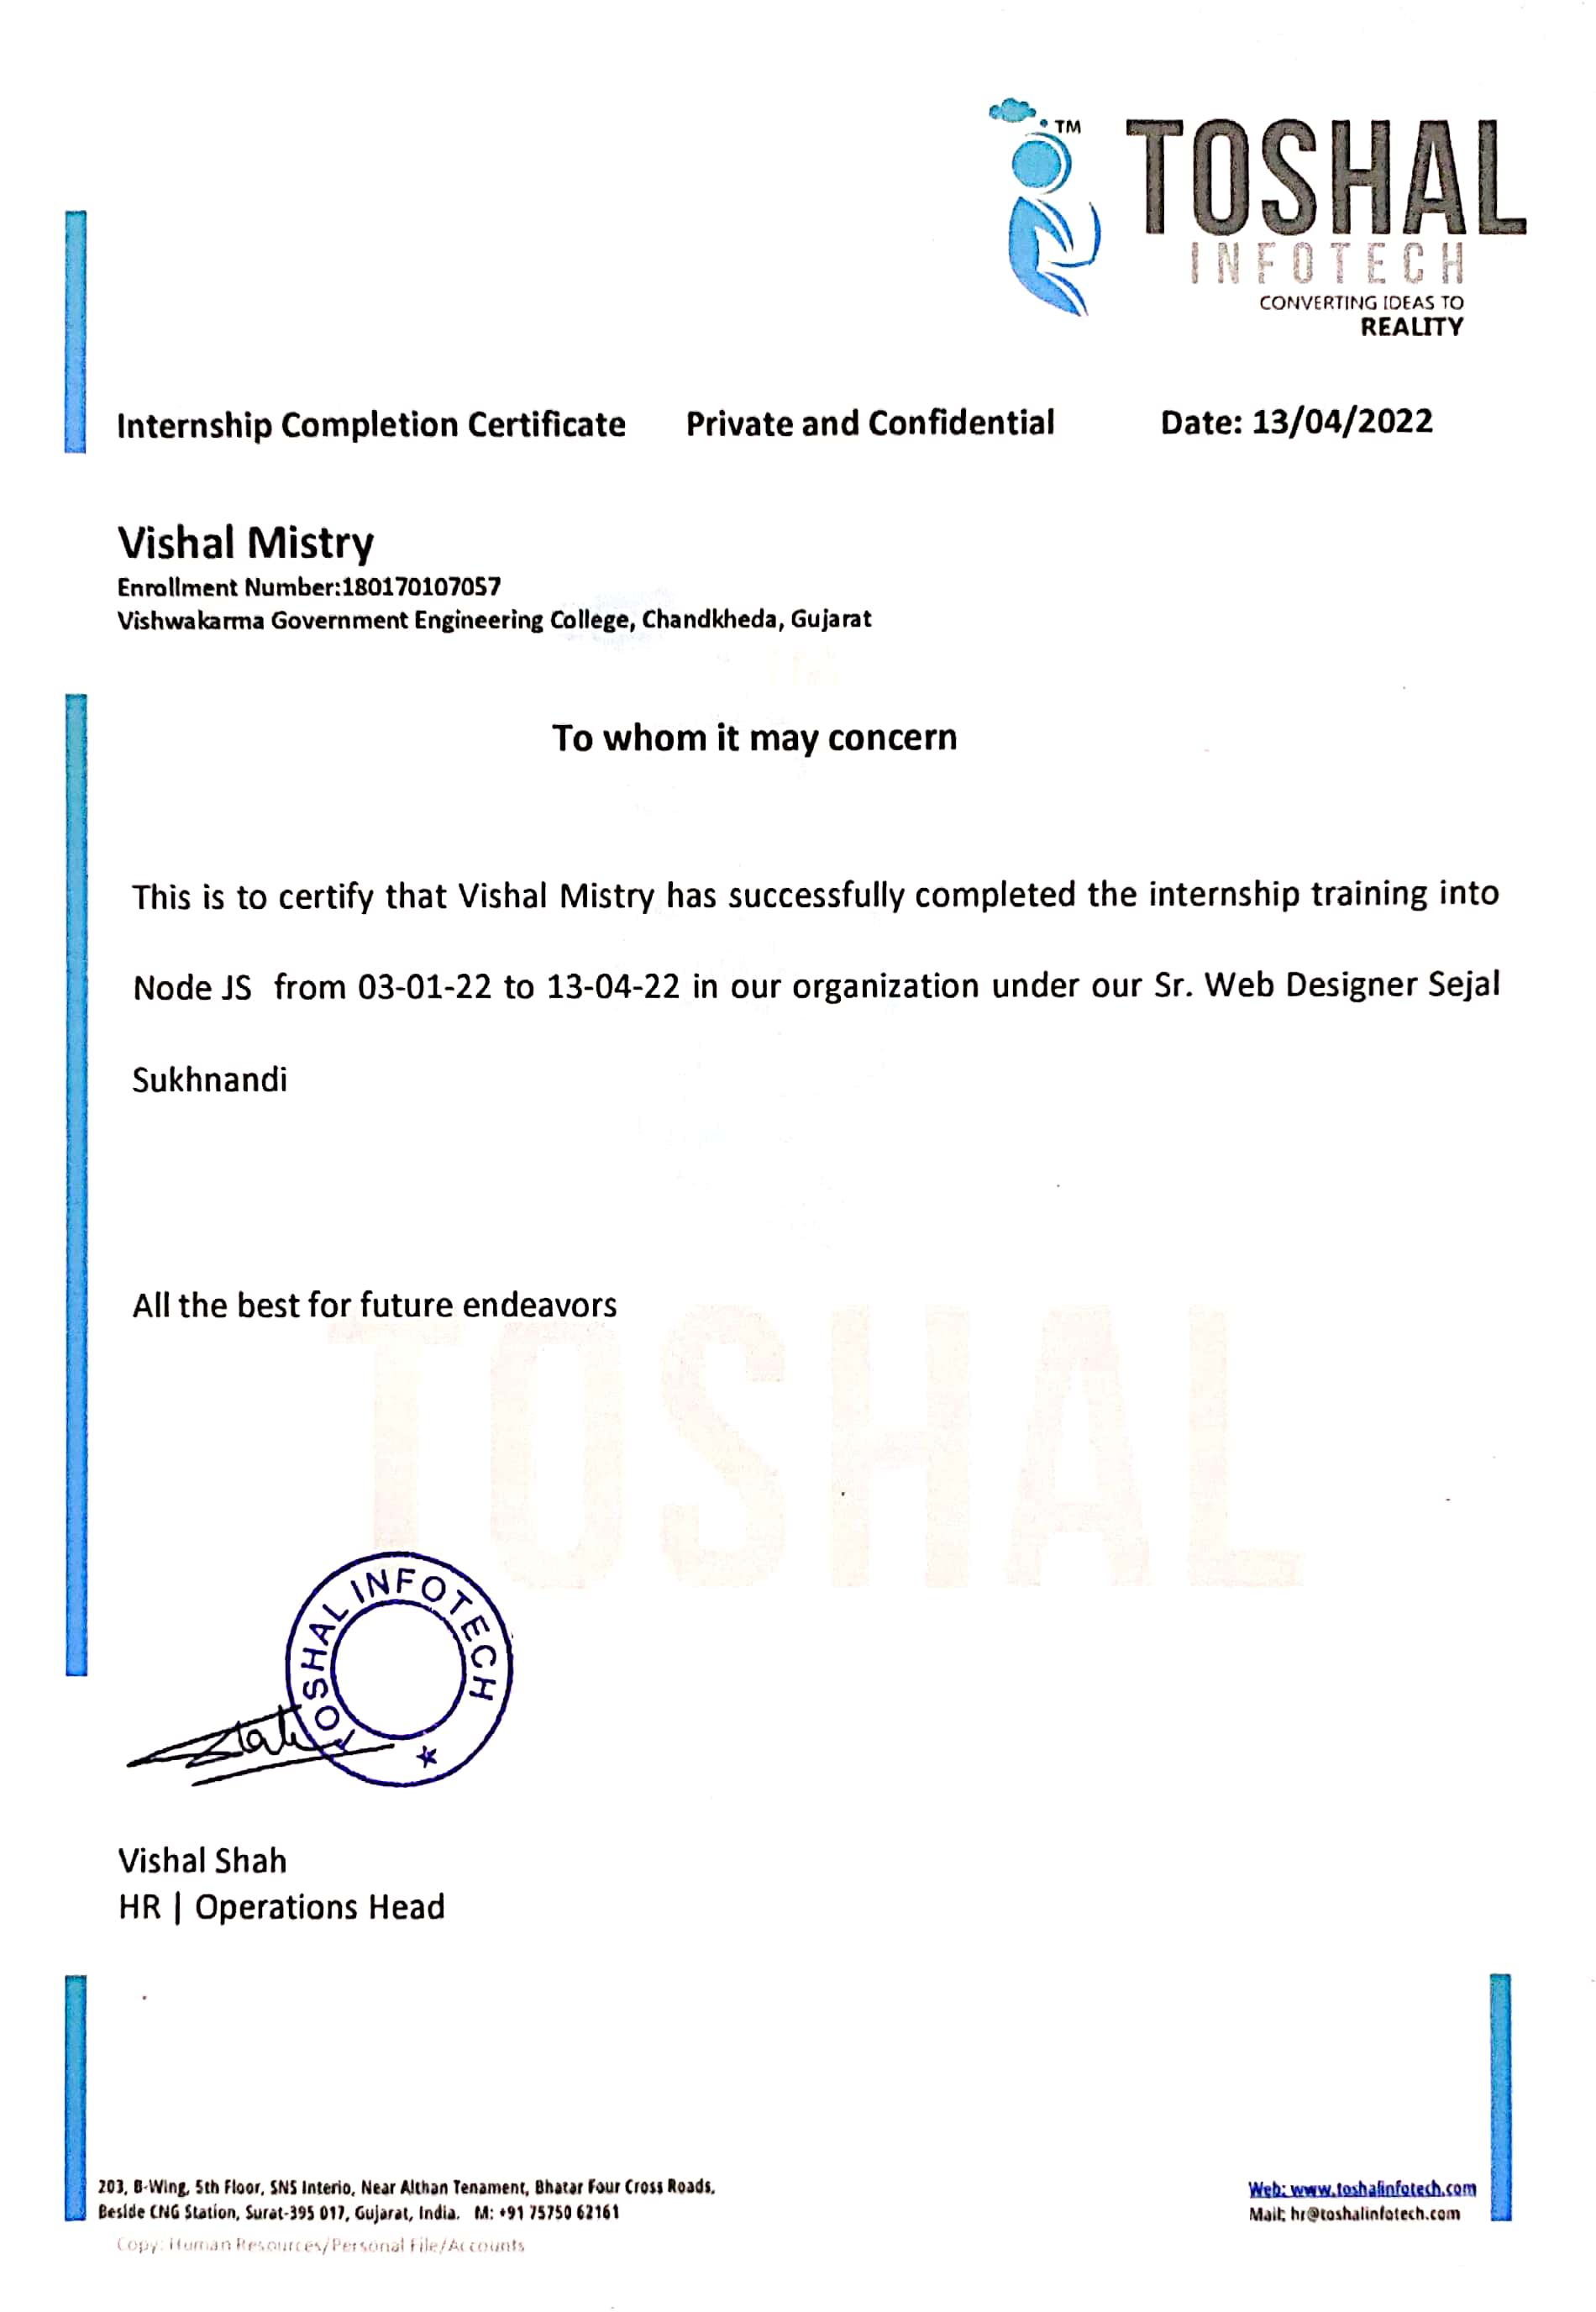 TM
TOSHAL
INFOTECH
CONVERTING IDEAS TO
REALITY
Internship Completion Certificate Private and Confidential Date: 13/04/2022
Vishal Mistry
Enrollment Number:180170107057
Vishwakarma Government Engineering College, Chandkheda, Gujarat
To whom it may concern
This is to certify that Vishal Mistry has successfully completed the internship training into
Node JS from 03-01-22 to 13-04-22 in our organization under our Sr. Web Designer Sejal
Sukhnandi
All the best for future endeavors
TOSHAL
TOSHAL INFOTECH
Vishal Shah
HR | Operations Head
203, B-Wing, 5th Floor, SNS Interio, Near Althan Tenament, Bhatar Four Cross Roads,
Beside CNG Station, Surat-395 017, Gujarat, India. M: +91 75750 62161
Web: www.toshalinfotech.com
Mail: hr@toshalinfotech.com
Copy: Human Resources/Personal File/Accounts